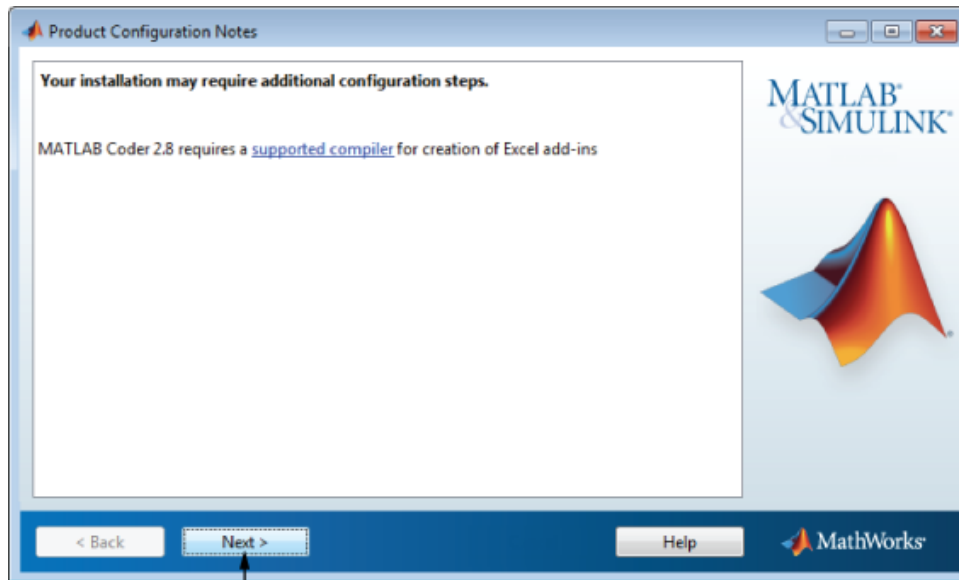 Product Configuration Notes
Your installation may require additional configuration steps.
MATLAB Coder 2.8 requires a supported compiler for creation of Excel add-ins
MATLAB®
&SIMULINK®
®
< Back
Next >
Help
MathWorks®